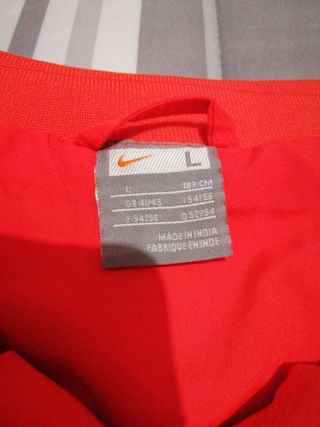 L
L 183 CM
GB 41/43 I 54/56
F 54/56 D 52/54
MADE IN INDIA
FABRIQUE EN INDE